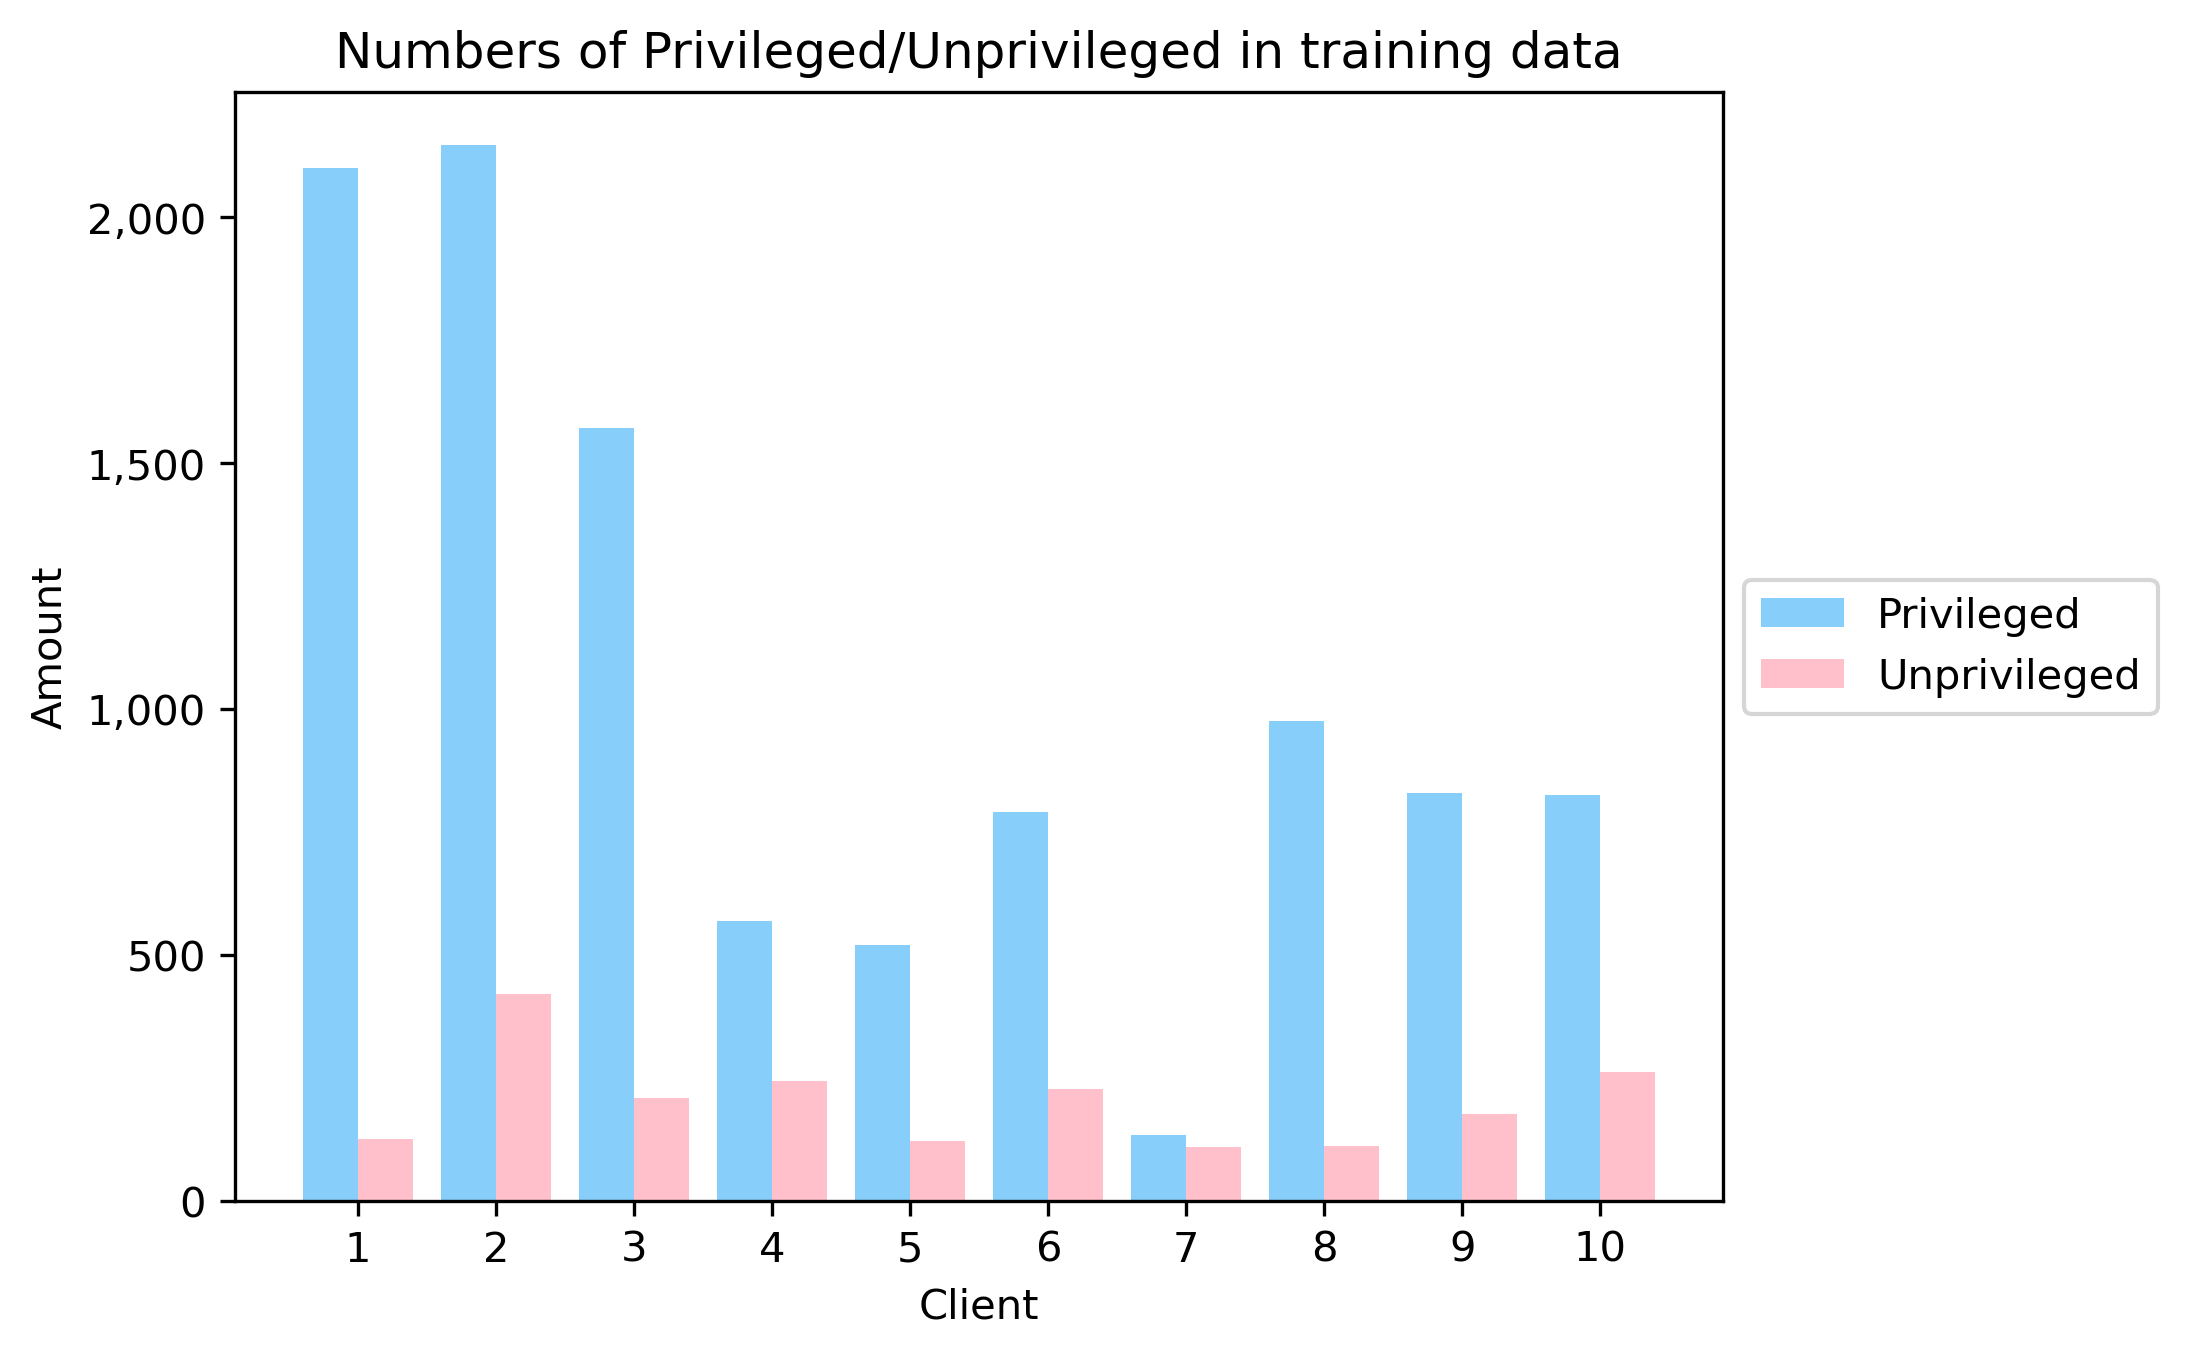 Numbers of Privileged/Unprivileged in training data
Amount
2,000
1,500
1,000
500
0
1 2 3 4 5 6 7 8 9 10
Client
Privileged
Unprivileged